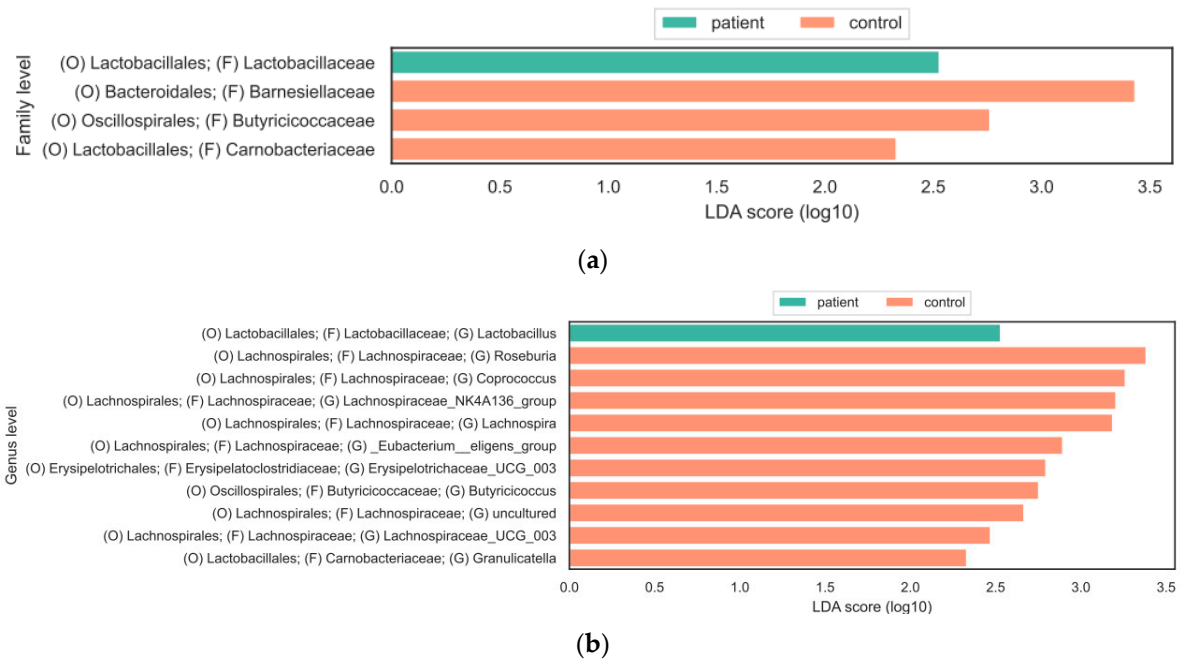 patient control
Family level
(O) Lactobacillales; (F) Lactobacillaceae
(O) Bacteroidales; (F) Barnesiellaceae
(O) Oscillospirales; (F) Butyricicoccaceae
(O) Lactobacillales; (F) Carnobacteriaceae
0.0 0.5 1.0 1.5 2.0 2.5 3.0 3.5
LDA score (log10)
(a)
patient control
Genus level
(O) Lactobacillales; (F) Lactobacillaceae; (G) Lactobacillus
(O) Lachnospirales; (F) Lachnospiraceae; (G) Roseburia
(O) Lachnospirales; (F) Lachnospiraceae; (G) Coprococcus
(O) Lachnospirales; (F) Lachnospiraceae; (G) Lachnospiraceae_NK4A136_group
(O) Lachnospirales; (F) Lachnospiraceae; (G) Lachnospira
(O) Lachnospirales; (F) Lachnospiraceae; (G) _Eubacterium__eligens_group
(O) Erysipelotrichales; (F) Erysipelatoclostridiaceae; (G) Erysipelotrichaceae_UCG_003
(O) Oscillospirales; (F) Butyricicoccaceae; (G) Butyricicoccus
(O) Lachnospirales; (F) Lachnospiraceae; (G) uncultured
(O) Lachnospirales; (F) Lachnospiraceae; (G) Lachnospiraceae_UCG_003
(O) Lactobacillales; (F) Carnobacteriaceae; (G) Granulicatella
0.0 0.5 1.0 1.5 2.0 2.5 3.0 3.5
LDA score (log10)
(b)